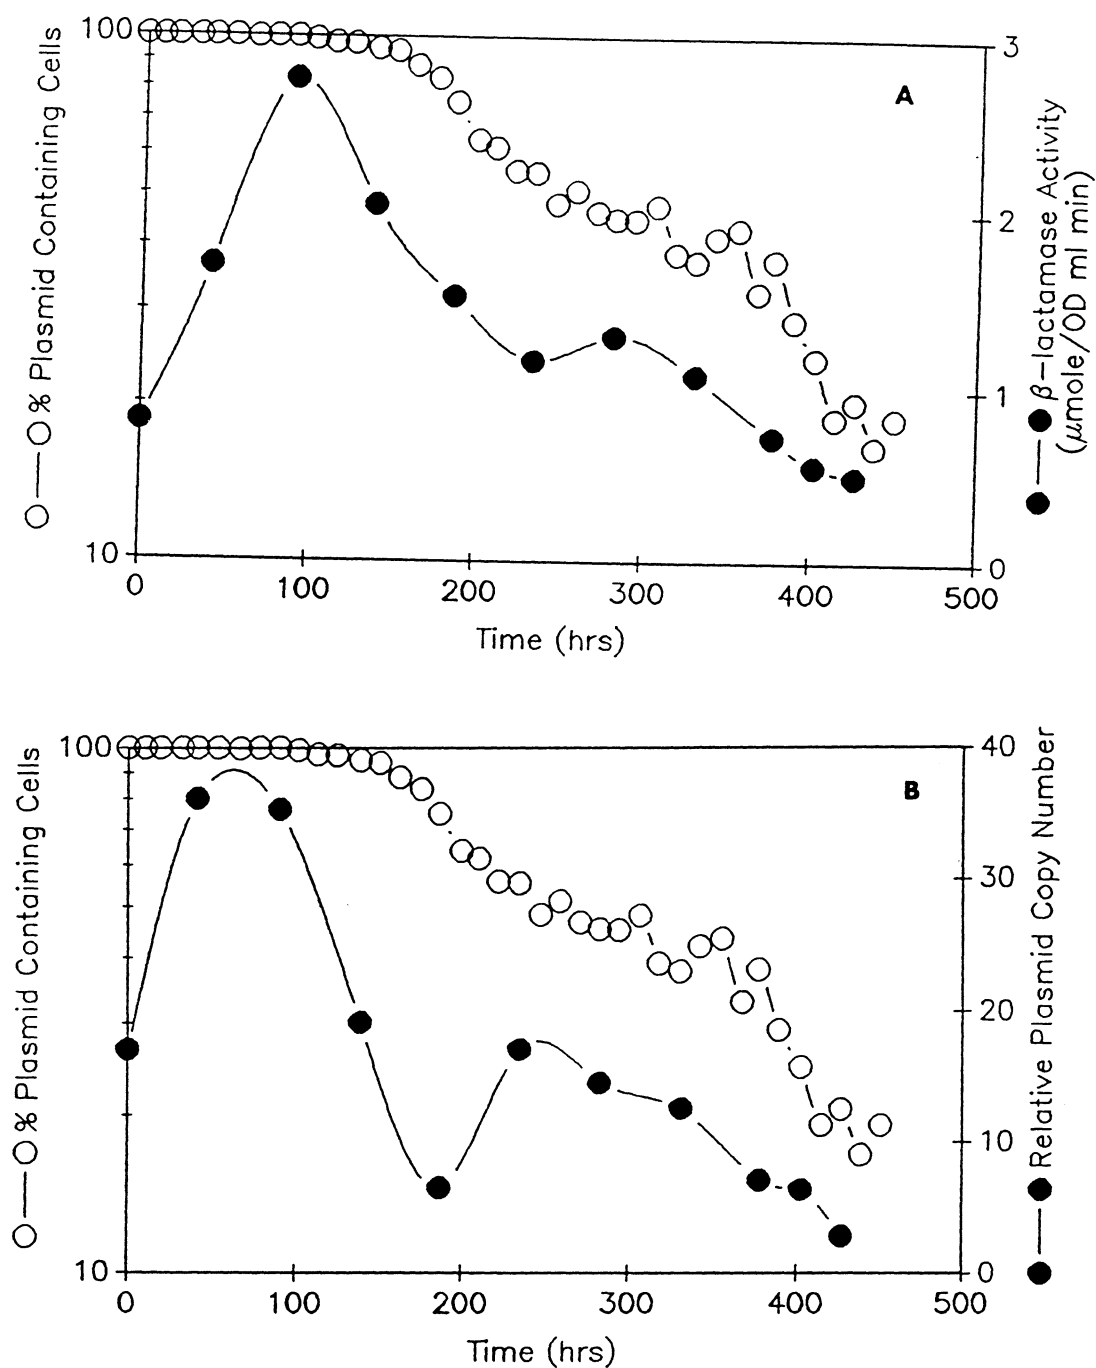 100
3
A
2
1
10
0
0
100
200
300
400
500
Time (hrs)
% Plasmid Containing Cells
β-lactamase Activity
(μmole/OD ml min)
100
40
B
30
20
10
10
0
0
100
200
300
400
500
Time (hrs)
% Plasmid Containing Cells
Relative Plasmid Copy Number